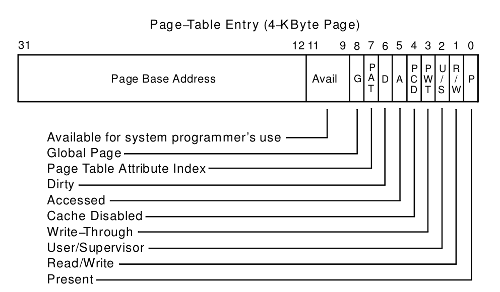 Page-Table Entry (4-KByte Page)
31 12 11 9 8 7 6 5 4 3 2 1 0
Page Base Address Avail G PAT D A PCD PWT U/S R/W P
Available for system programmer's use
Global Page
Page Table Attribute Index
Dirty
Accessed
Cache Disabled
Write-Through
User/Supervisor
Read/Write
Present